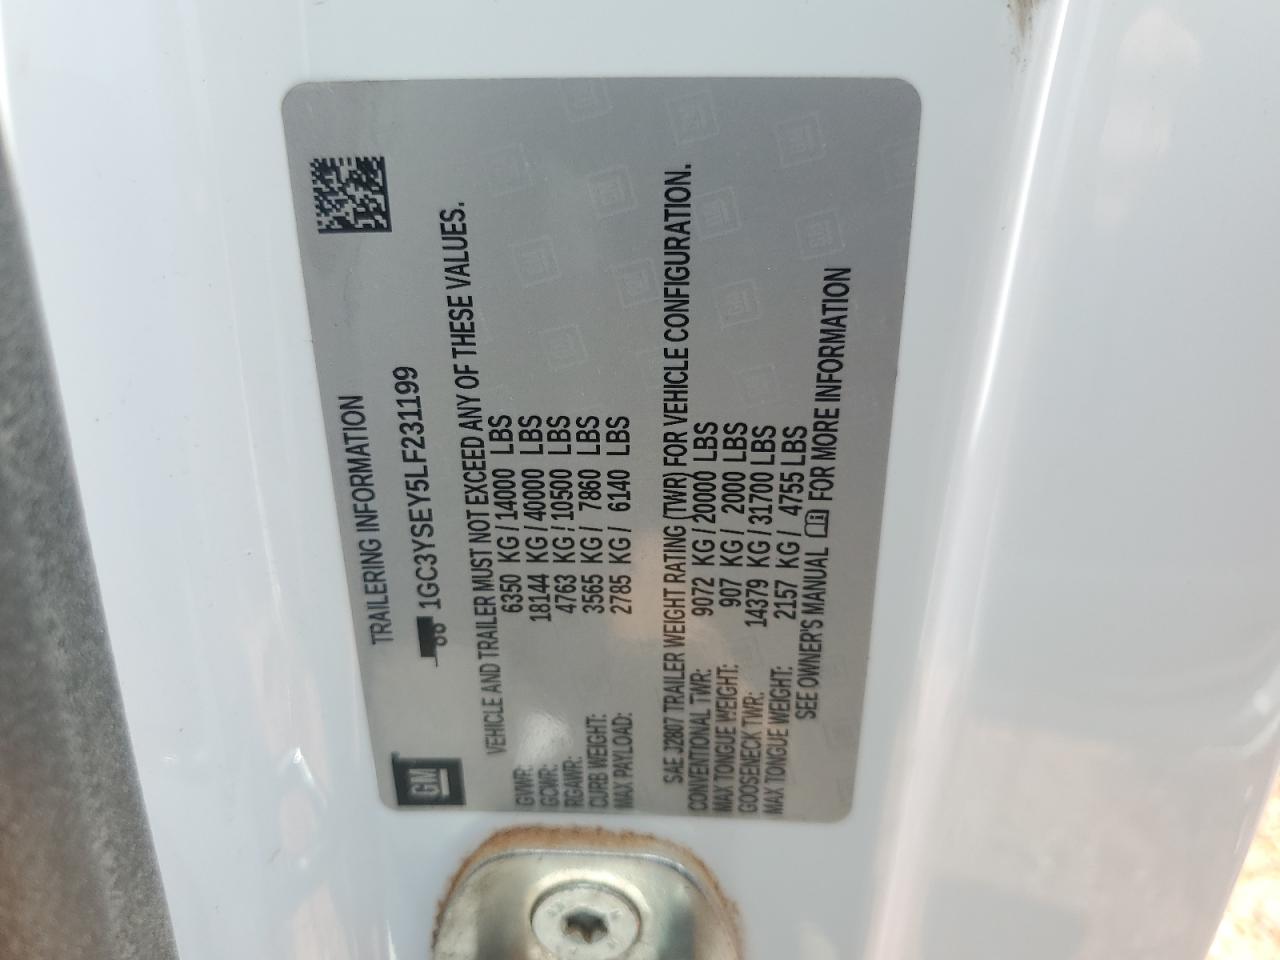 TRAILERING INFORMATION
GM
1GC3YSEY5LF231199
VEHICLE AND TRAILER MUST NOT EXCEED ANY OF THESE VALUES.
GVWR: 6350 KG / 14000 LBS
GCWR: 18144 KG / 40000 LBS
RGAWR: 4763 KG / 10500 LBS
CURB WEIGHT: 3565 KG / 7860 LBS
MAX PAYLOAD: 2785 KG / 6140 LBS
SAE J2807 TRAILER WEIGHT RATING (TWR) FOR VEHICLE CONFIGURATION.
CONVENTIONAL TWR: 9072 KG / 20000 LBS
MAX TONGUE WEIGHT: 907 KG / 2000 LBS
GOOSENECK TWR: 14379 KG / 31700 LBS
MAX TONGUE WEIGHT: 2157 KG / 4755 LBS
SEE OWNER'S MANUAL FOR MORE INFORMATION